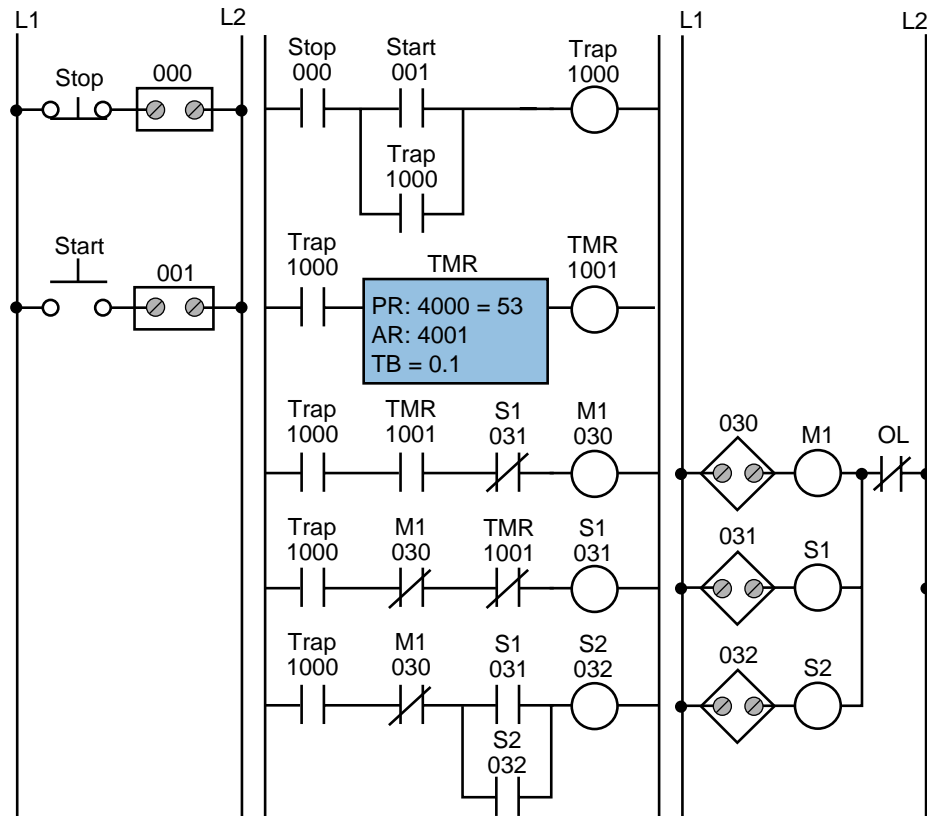 L1
L2
L1
L2
Stop
000
Stop
000
Start
001
Trap
1000
Trap
1000
Start
001
Trap
1000
TMR
TMR
1001
PR: 4000 = 53
AR: 4001
TB = 0.1
Trap
1000
TMR
1001
S1
031
M1
030
030
M1
OL
Trap
1000
M1
030
TMR
1001
S1
031
031
S1
Trap
1000
M1
030
S1
031
S2
032
032
S2
S2
032